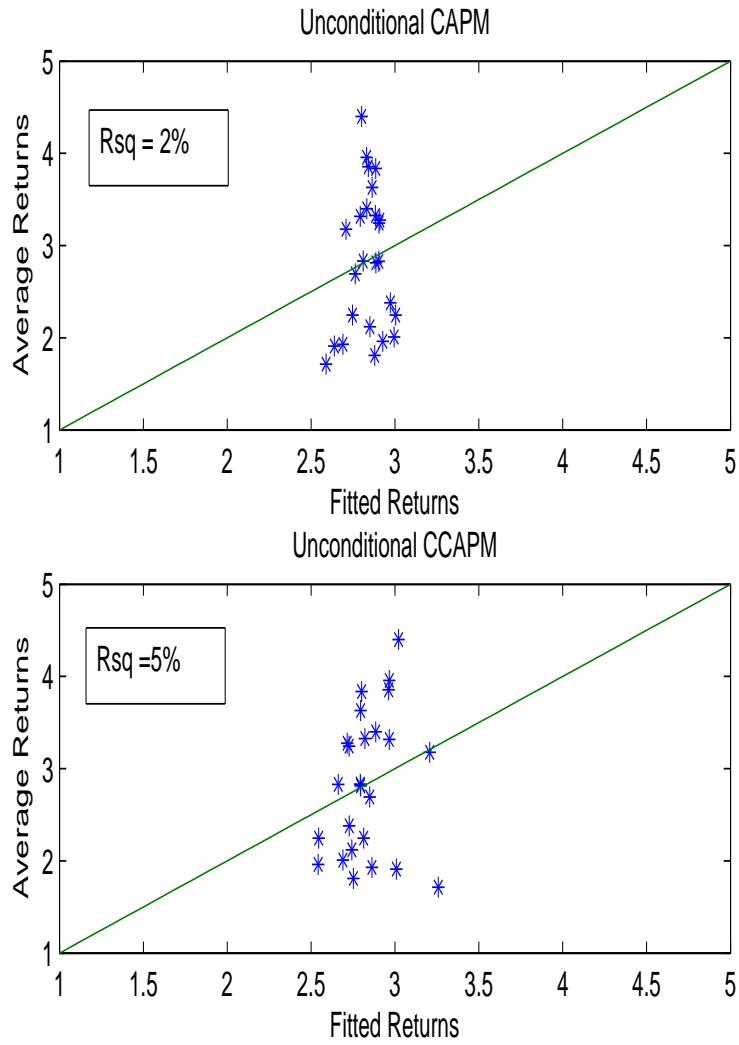 Unconditional CAPM
5
4
3
2
1
Average Returns
Rsq = 2%
1 1.5 2 2.5 3 3.5 4 4.5 5
Fitted Returns
Unconditional CCAPM
5
4
3
2
1
Average Returns
Rsq =5%
1 1.5 2 2.5 3 3.5 4 4.5 5
Fitted Returns